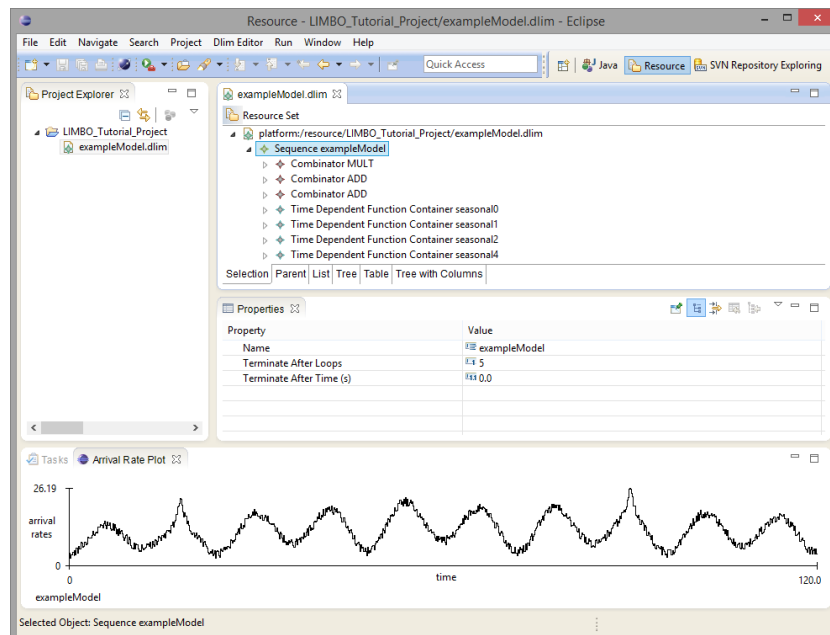 Resource - LIMBO_Tutorial_Project/exampleModel.dlim - Eclipse
File Edit Navigate Search Project Dlim Editor Run Window Help
Quick Access Java Resource SVN Repository Exploring
Project Explorer
LIMBO_Tutorial_Project
exampleModel.dlim
exampleModel.dlim
Resource Set
platform:/resource/LIMBO_Tutorial_Project/exampleModel.dlim
Sequence exampleModel
Combinator MULT
Combinator ADD
Combinator ADD
Time Dependent Function Container seasonal0
Time Dependent Function Container seasonal1
Time Dependent Function Container seasonal2
Time Dependent Function Container seasonal4
Selection Parent List Tree Table Tree with Columns
Properties
Property Value
Name exampleModel
Terminate After Loops 5
Terminate After Time (s) 0.0
Tasks Arrival Rate Plot
26.19
arrival
rates
0
0 time 120.0
exampleModel
Selected Object: Sequence exampleModel